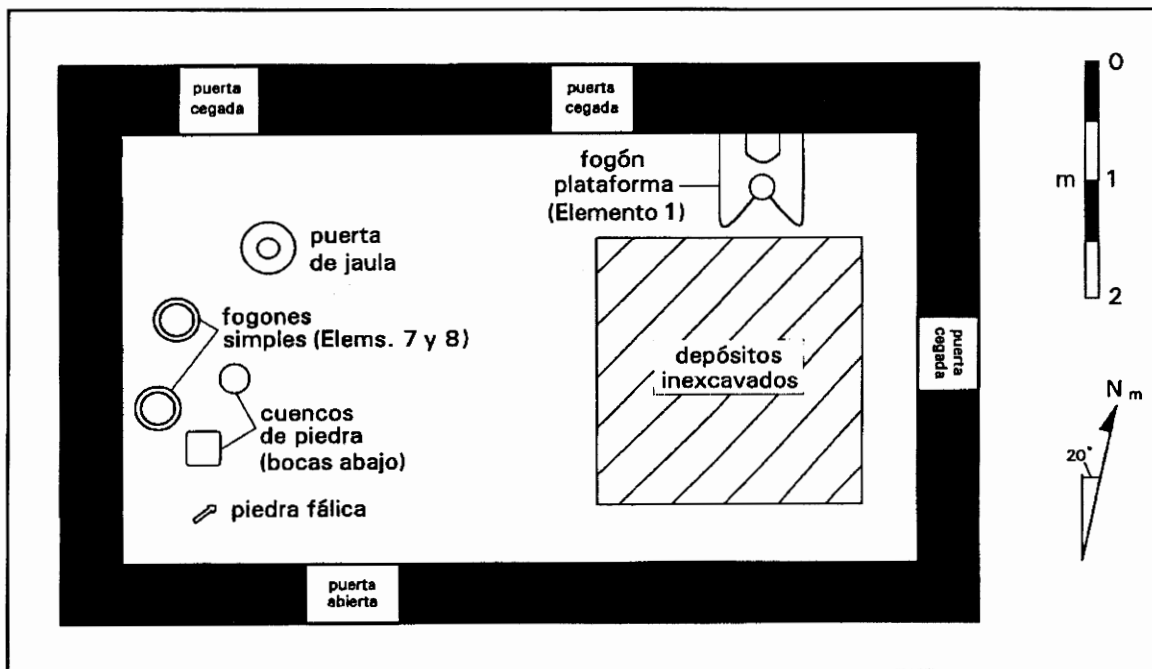 puerta
cegada
puerta
cegada
0
m 1
2
fogón
plataforma
(Elemento 1)
puerta
de jaula
fogones
simples (Elems. 7 y 8)
depósitos
inexcavados
puerta
cegada
cuencos
de piedra
(bocas abajo)
N m
20°
piedra fálica
puerta
abierta